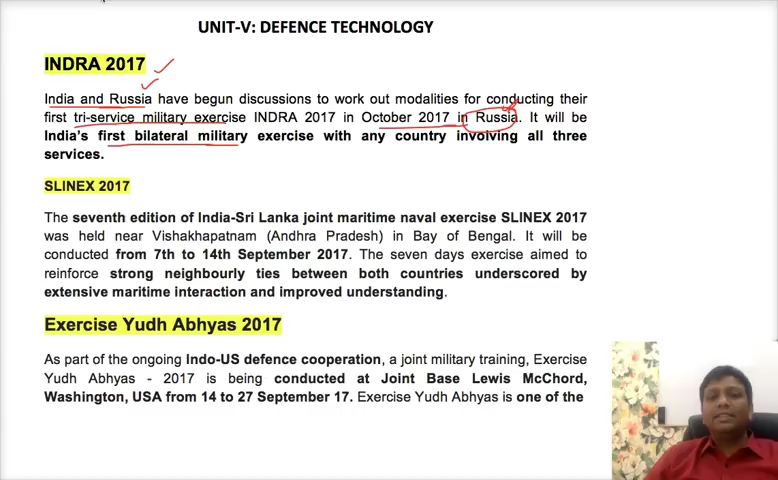 UNIT-V: DEFENCE TECHNOLOGY
INDRA 2017
India and Russia have begun discussions to work out modalities for conducting their
first tri-service military exercise INDRA 2017 in October 2017 in Russia. It will be
India's first bilateral military exercise with any country involving all three
services.
SLINEX 2017
The seventh edition of India-Sri Lanka joint maritime naval exercise SLINEX 2017
was held near Vishakhapatnam (Andhra Pradesh) in Bay of Bengal. It will be
conducted from 7th to 14th September 2017. The seven days exercise aimed to
reinforce strong neighbourly ties between both countries underscored by
extensive maritime interaction and improved understanding.
Exercise Yudh Abhyas 2017
As part of the ongoing Indo-US defence cooperation, a joint military training, Exercise
Yudh Abhyas - 2017 is being conducted at Joint Base Lewis McChord,
Washington, USA from 14 to 27 September 17. Exercise Yudh Abhyas is one of the